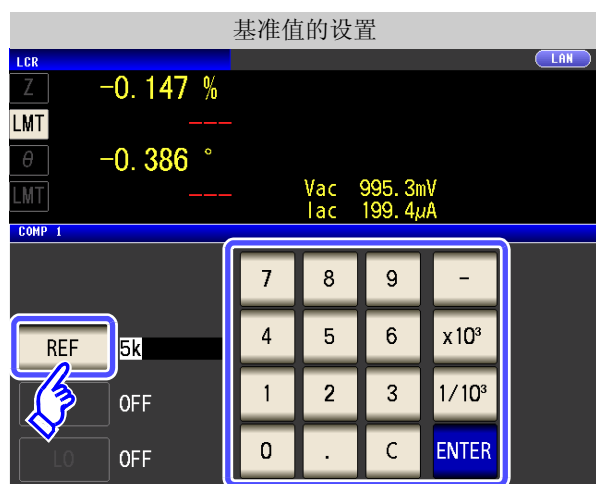 基准值的设置
LCR LAN
Z -0.147 %
LMT ---
θ -0.386 °
LMT ---
Vac 995.3mV
Iac 199.4μA
COMP 1
7 8 9 -
REF 5k 4 5 6 x10³
OFF 1 2 3 1/10³
LO OFF 0 . C ENTER